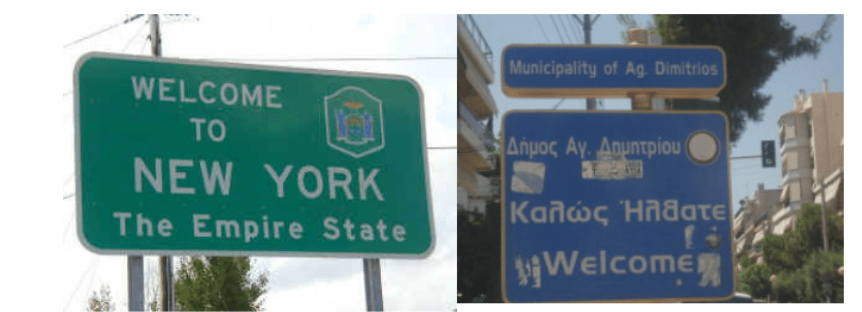 WELCOME
TO
NEW YORK
The Empire State
Municipality of Ag. Dimitrios
Δήμος Αγ. Δημητρίου
Καλώς Ήλθατε
Welcome